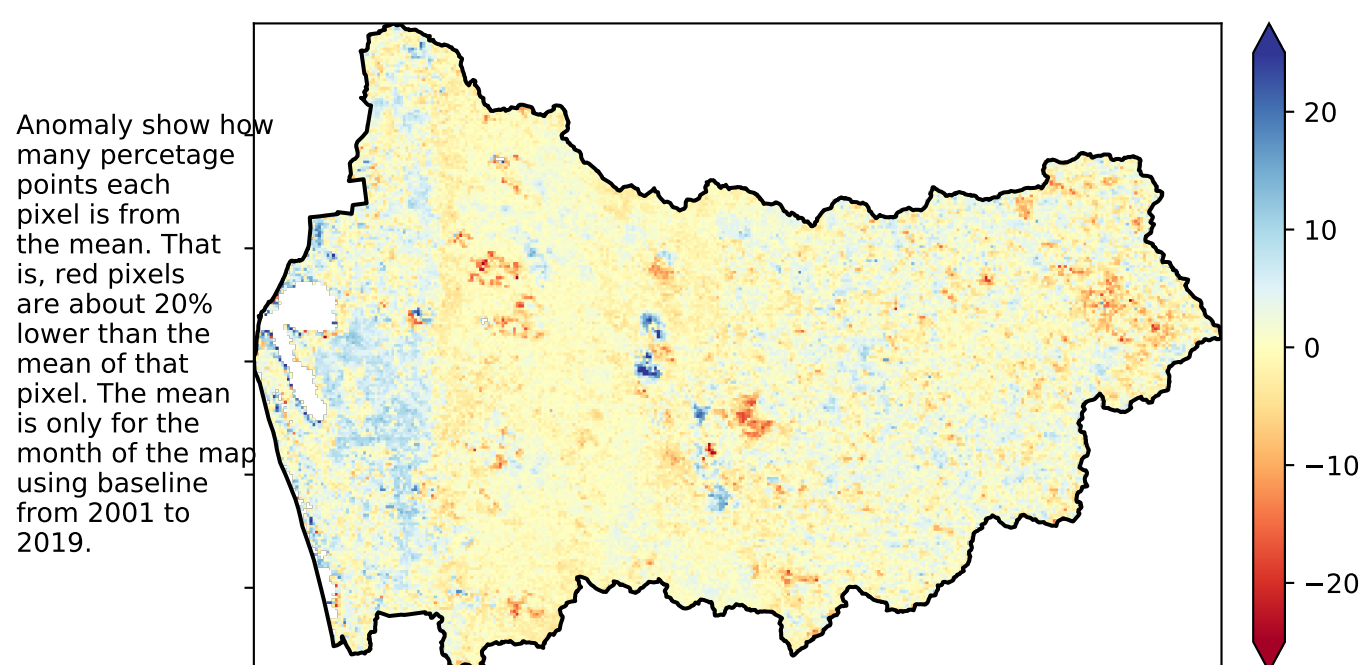 Anomaly show how
many percetage
points each
pixel is from
the mean. That
is, red pixels
are about 20%
lower than the
mean of that
pixel. The mean
is only for the
month of the map
using baseline
from 2001 to
2019.
20
10
0
−10
−20